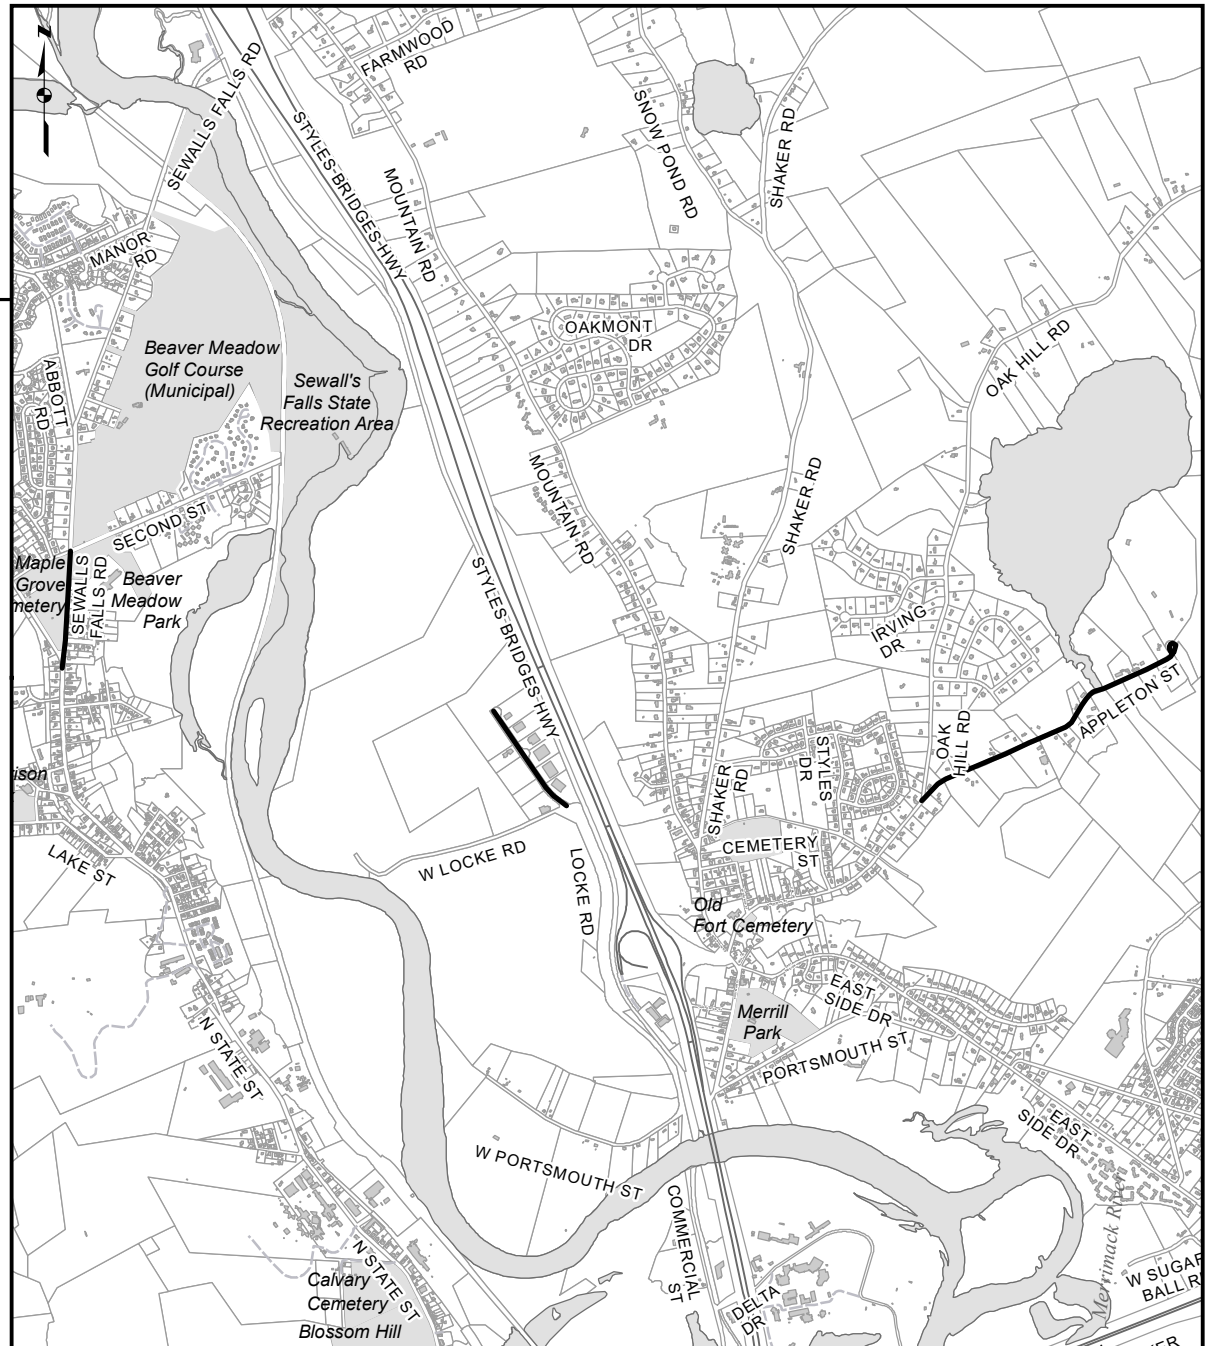 N
FARMWOOD
RD
SEWALLS FALLS RD
STYLES BRIDGES HWY
SNOW POND RD
SHAKER RD
MOUNTAIN RD
MANOR
RD
OAKMONT
DR
OAK HILL RD
Beaver Meadow
Golf Course
(Municipal)
ABBOTT
RD
Sewall's
Falls State
Recreation Area
MOUNTAIN RD
SHAKER RD
SECOND ST
Maple
Grove
metery
SEWALLS
FALLS RD
Beaver
Meadow
Park
STYLES BRIDGES HWY
IRVING
DR
APPLETON ST
OAK
HILL RD
STYLES
DR
SHAKER
RD
ison
LAKE ST
W LOCKE RD
LOCKE RD
CEMETERY
ST
Old
Fort Cemetery
EAST
SIDE DR
Merrill
Park
PORTSMOUTH ST
N STATE ST
EAST
SIDE DR
W PORTSMOUTH ST
COMMERCIAL
ST
Merrimack River
N STATE ST
Calvary
Cemetery
Blossom Hill
DELTA
DR
W SUGAR
BALL R
ER